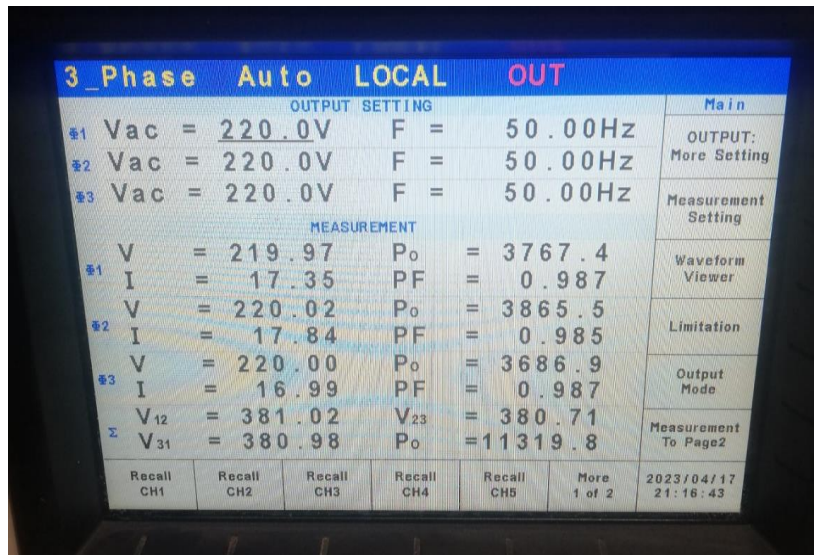 3_Phase Auto LOCAL OUT
OUTPUT SETTING
Φ1 Vac = 220.0V F = 50.00Hz
Φ2 Vac = 220.0V F = 50.00Hz
Φ3 Vac = 220.0V F = 50.00Hz
MEASUREMENT
Φ1 V = 219.97 Po = 3767.4
I = 17.35 PF = 0.987
Φ2 V = 220.02 Po = 3865.5
I = 17.84 PF = 0.985
Φ3 V = 220.00 Po = 3686.9
I = 16.99 PF = 0.987
Σ V12 = 381.02 V23 = 380.71
V31 = 380.98 Po =11319.8
Main
OUTPUT:
More Setting
Measurement
Setting
Waveform
Viewer
Limitation
Output
Mode
Measurement
To Page2
Recall
CH1
Recall
CH2
Recall
CH3
Recall
CH4
Recall
CH5
More
1 of 2
2023/04/17
21:16:43